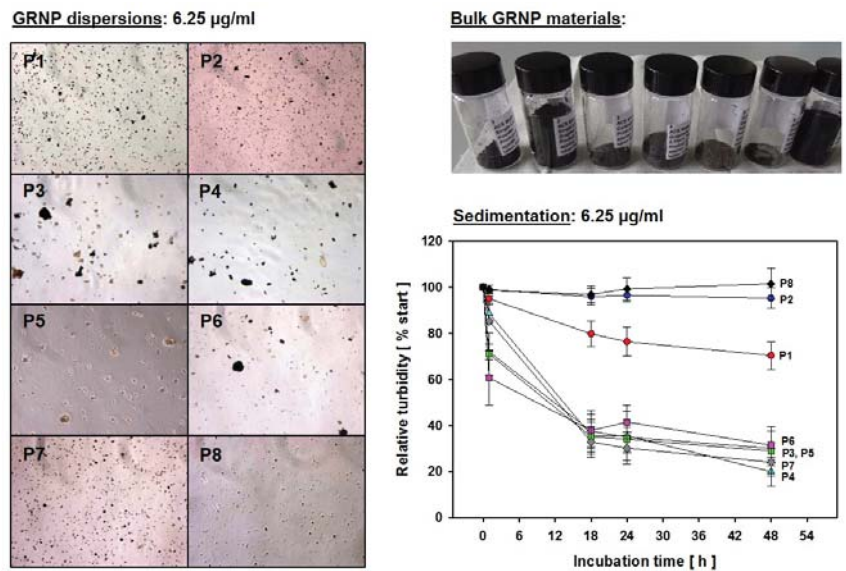 GRNP dispersions: 6.25 µg/ml
P1
P2
P3
P4
P5
P6
P7
P8
Bulk GRNP materials:
Sedimentation: 6.25 µg/ml
120
100
80
60
40
20
0
Relative turbidity [ % start ]
P8
P2
P1
P6
P3, P5
P7
P4
0 6 12 18 24 30 36 42 48 54
Incubation time [ h ]